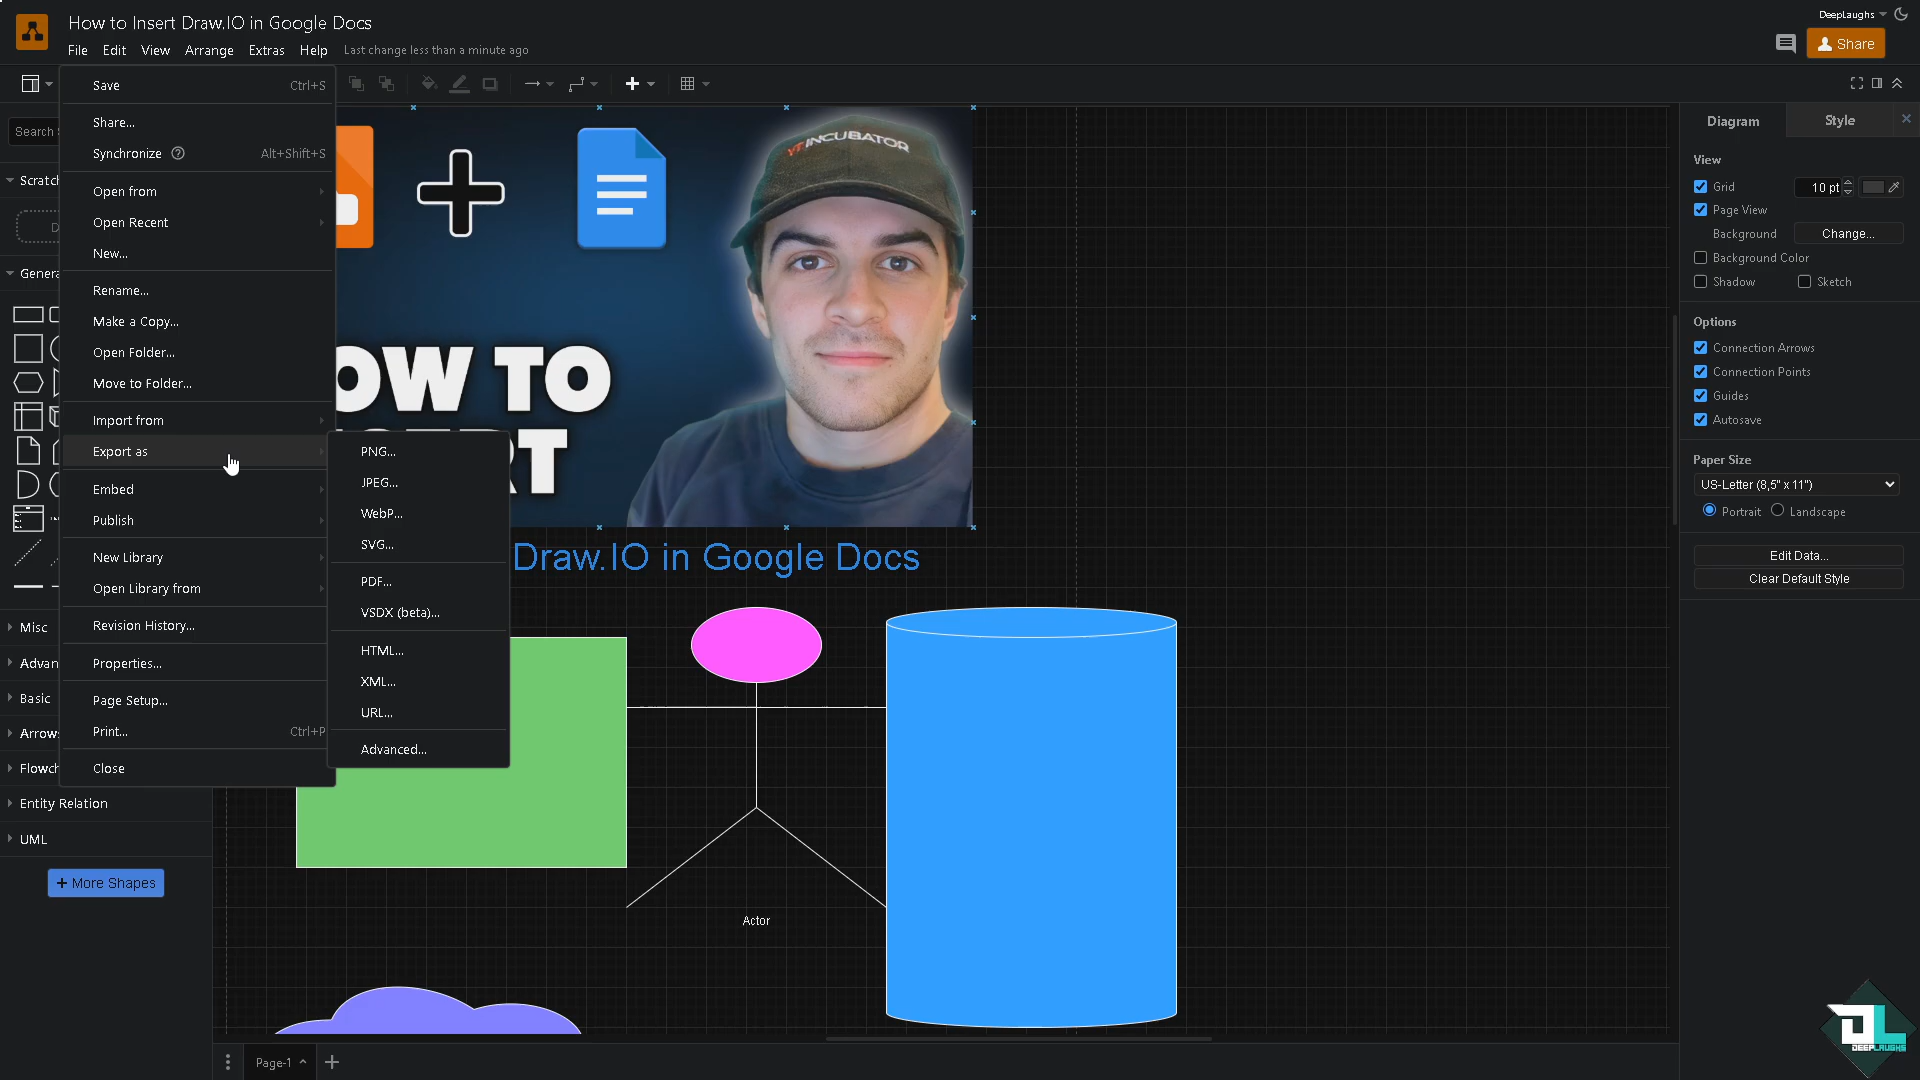 How to Insert Draw.IO in Google Docs
DeepLaughs
File Edit View Arrange Extras Help Last change less than a minute ago
Share
Save Ctrl+S
Share...
Synchronize Alt+Shift+S
Open from
Open Recent
New...
Rename...
Make a Copy...
Open Folder...
Move to Folder...
Import from
Export as
Embed
Publish
New Library
Open Library from
Revision History...
Properties...
Page Setup...
Print... Ctrl+P
Close
PNG...
JPEG...
WebP...
SVG...
PDF...
VSDX (beta)...
HTML...
XML...
URL...
Advanced...
Search
Scratc
Genera
Misc
Advan
Basic
Arrows
Flowch
Entity Relation
UML
+ More Shapes
YT INCUBATOR
OW TO
RT
Draw.IO in Google Docs
Actor
Page-1
Diagram Style
View
Grid 10 pt
Page View
Background Change...
Background Color
Shadow Sketch
Options
Connection Arrows
Connection Points
Guides
Autosave
Paper Size
US-Letter (8,5" x 11")
Portrait Landscape
Edit Data...
Clear Default Style
DL
DEEPLAUGHS